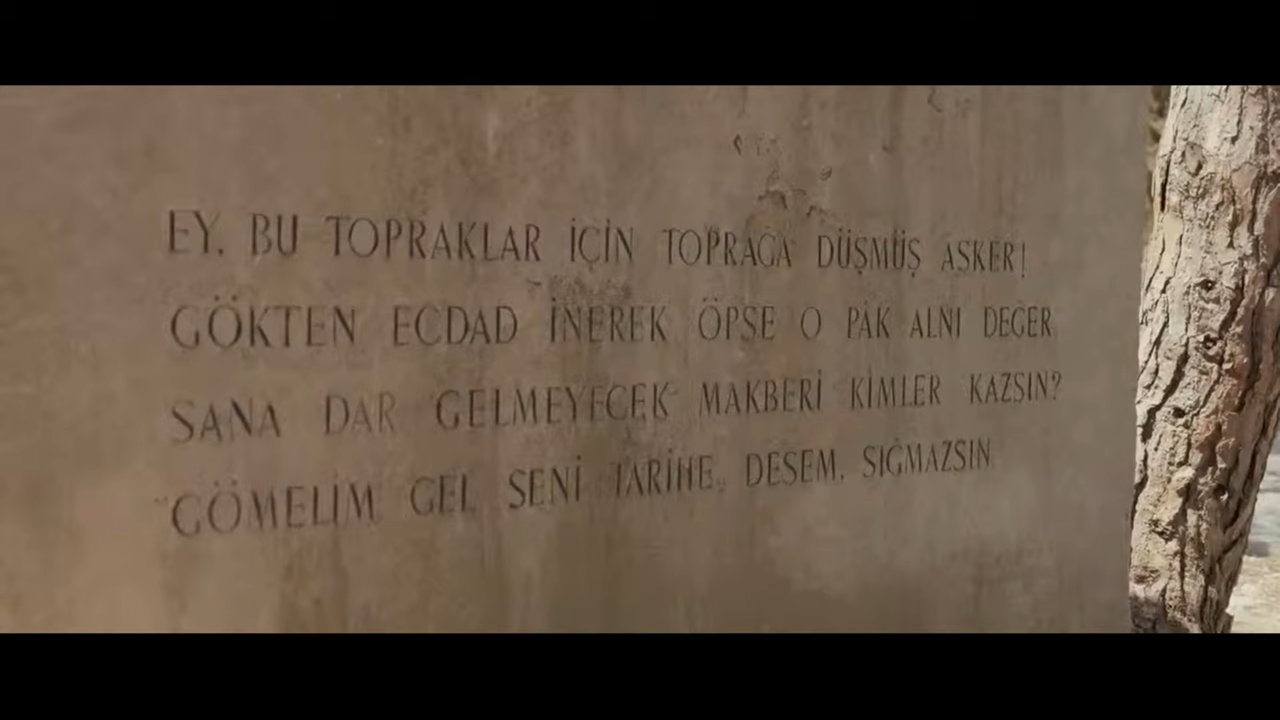 EY, BU TOPRAKLAR İÇİN TOPRAĞA DÜŞMÜŞ ASKER!
GÖKTEN ECDAD İNEREK ÖPSE O PAK ALNI DEĞER
SANA DAR GELMEYECEK MAKBERİ KİMLER KAZSIN?
"GÖMELİM GEL SENİ TARİHE„ DESEM, SIĞMAZSIN